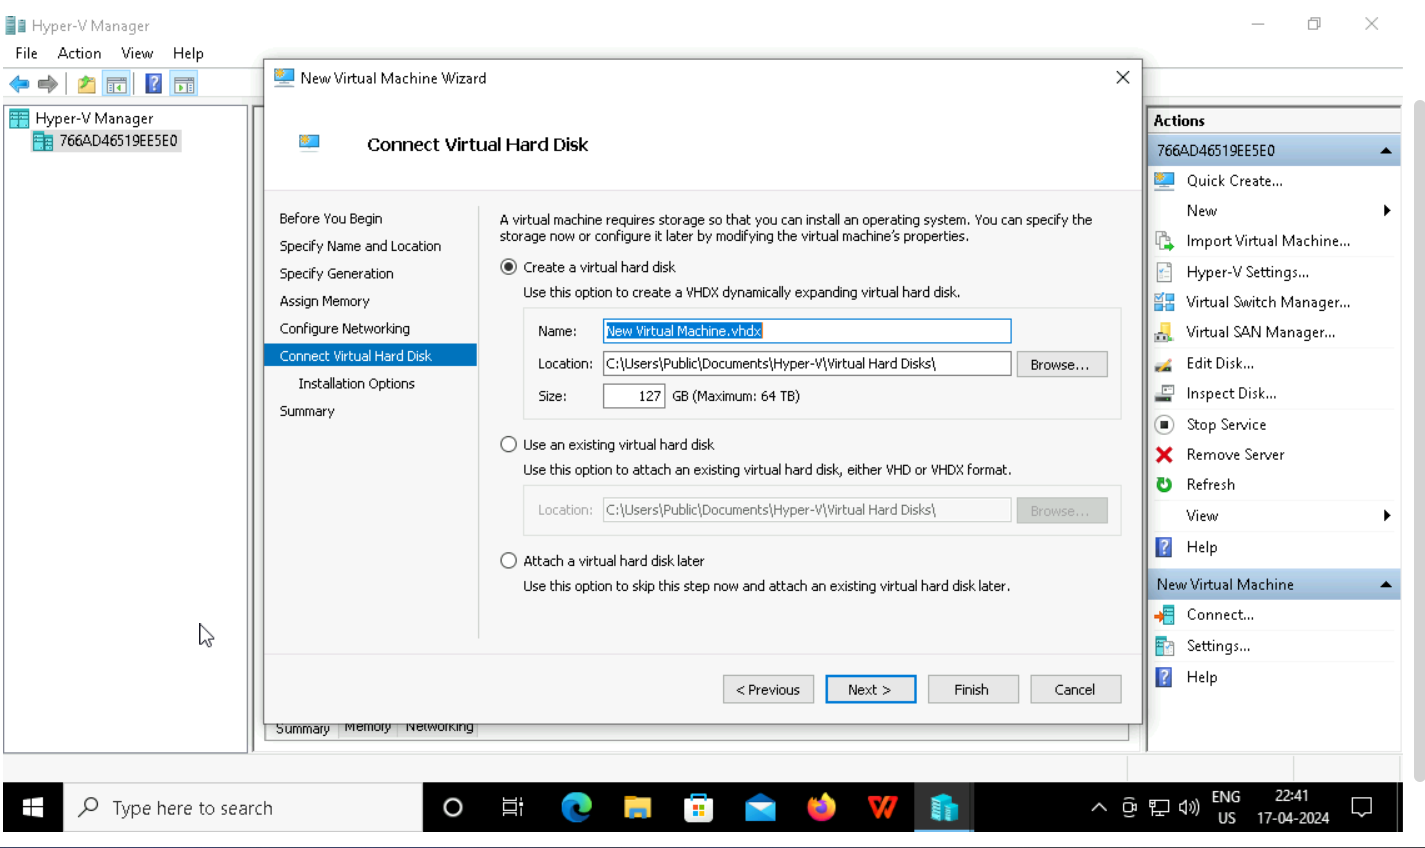 Hyper-V Manager
File Action View Help
Hyper-V Manager
766AD46519EE5E0
New Virtual Machine Wizard
Connect Virtual Hard Disk
Before You Begin
Specify Name and Location
Specify Generation
Assign Memory
Configure Networking
Connect Virtual Hard Disk
Installation Options
Summary
A virtual machine requires storage so that you can install an operating system. You can specify the
storage now or configure it later by modifying the virtual machine's properties.
Create a virtual hard disk
Use this option to create a VHDX dynamically expanding virtual hard disk.
Name: New Virtual Machine.vhdx
Location: C:\Users\Public\Documents\Hyper-V\Virtual Hard Disks\ Browse...
Size: 127 GB (Maximum: 64 TB)
Use an existing virtual hard disk
Use this option to attach an existing virtual hard disk, either VHD or VHDX format.
Location: C:\Users\Public\Documents\Hyper-V\Virtual Hard Disks\ Browse...
Attach a virtual hard disk later
Use this option to skip this step now and attach an existing virtual hard disk later.
< Previous Next > Finish Cancel
Summary Memory Networking
Actions
766AD46519EE5E0
Quick Create...
New
Import Virtual Machine...
Hyper-V Settings...
Virtual Switch Manager...
Virtual SAN Manager...
Edit Disk...
Inspect Disk...
Stop Service
Remove Server
Refresh
View
Help
New Virtual Machine
Connect...
Settings...
Help
Type here to search
ENG
US
22:41
17-04-2024